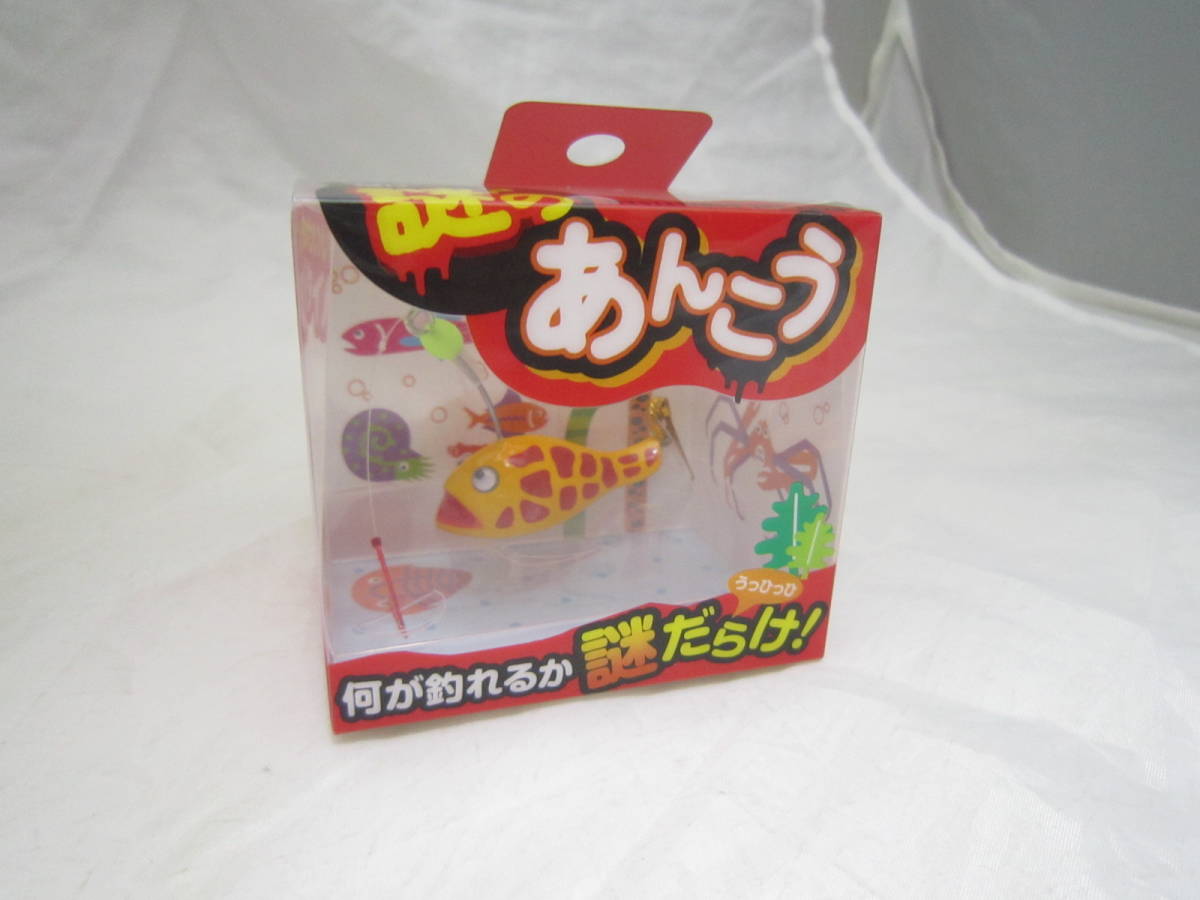 謎の
あんこう
うっひっひ
何が釣れるか謎だらけ!